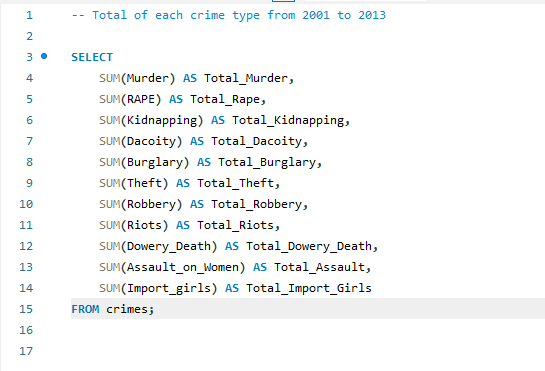 1 -- Total of each crime type from 2001 to 2013
2
3 SELECT
4 SUM(Murder) AS Total_Murder,
5 SUM(RAPE) AS Total_Rape,
6 SUM(Kidnapping) AS Total_Kidnapping,
7 SUM(Dacoity) AS Total_Dacoity,
8 SUM(Burglary) AS Total_Burglary,
9 SUM(Theft) AS Total_Theft,
10 SUM(Robbery) AS Total_Robbery,
11 SUM(Riots) AS Total_Riots,
12 SUM(Dowery_Death) AS Total_Dowery_Death,
13 SUM(Assault_on_Women) AS Total_Assault,
14 SUM(Import_girls) AS Total_Import_Girls
15 FROM crimes;
16
17